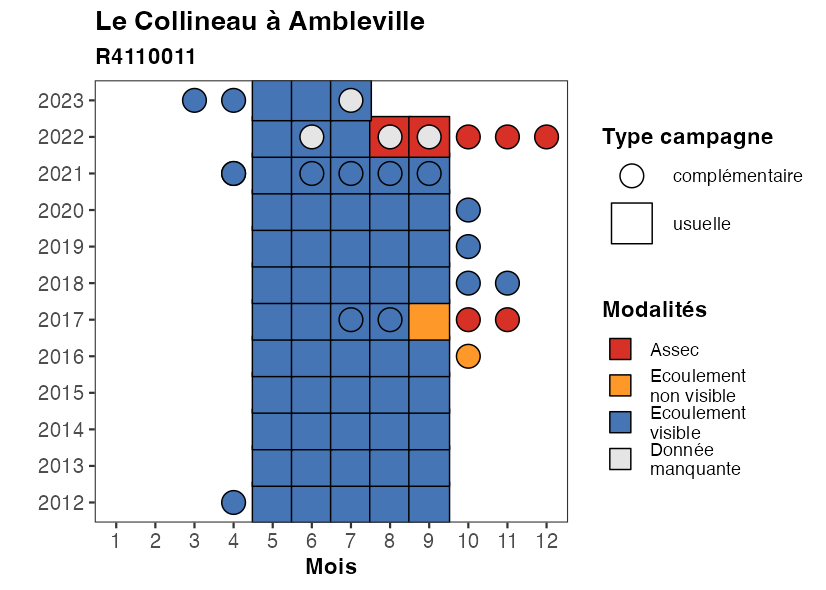 Le Collineau à Ambleville
R4110011
2023
2022
2021
2020
2019
2018
2017
2016
2015
2014
2013
2012
1 2 3 4 5 6 7 8 9 10 11 12
Mois
Type campagne
complémentaire
usuelle
Modalités
Assec
Ecoulement
non visible
Ecoulement
visible
Donnée
manquante